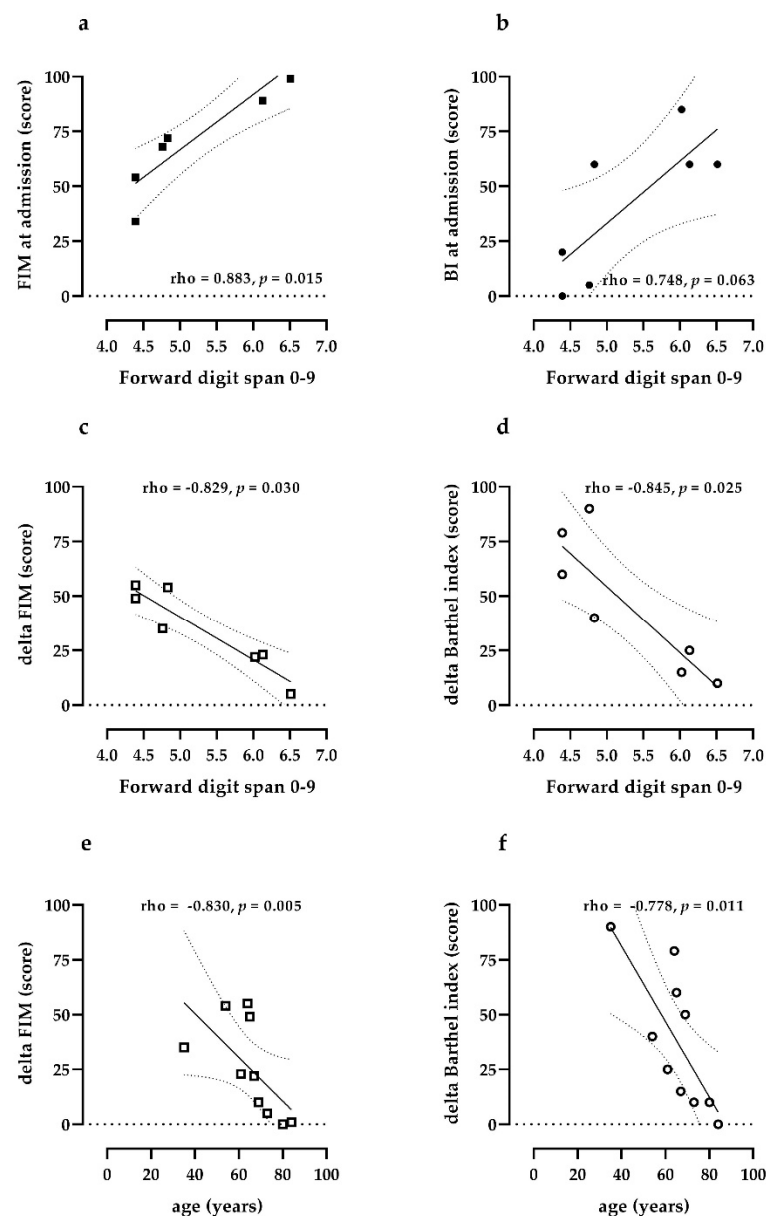 a
b
100
75
50
25
0
FIM at admission (score)
rho = 0.883, p = 0.015
4.0 4.5 5.0 5.5 6.0 6.5 7.0
Forward digit span 0-9
100
75
50
25
0
BI at admission (score)
rho = 0.748, p = 0.063
4.0 4.5 5.0 5.5 6.0 6.5 7.0
Forward digit span 0-9
c
d
rho = -0.829, p = 0.030
100
75
50
25
0
delta FIM (score)
4.0 4.5 5.0 5.5 6.0 6.5 7.0
Forward digit span 0-9
rho = -0.845, p = 0.025
100
75
50
25
0
delta Barthel index (score)
4.0 4.5 5.0 5.5 6.0 6.5 7.0
Forward digit span 0-9
e
f
rho = -0.830, p = 0.005
100
75
50
25
0
delta FIM (score)
0 20 40 60 80 100
age (years)
rho = -0.778, p = 0.011
100
75
50
25
0
delta Barthel index (score)
0 20 40 60 80 100
age (years)